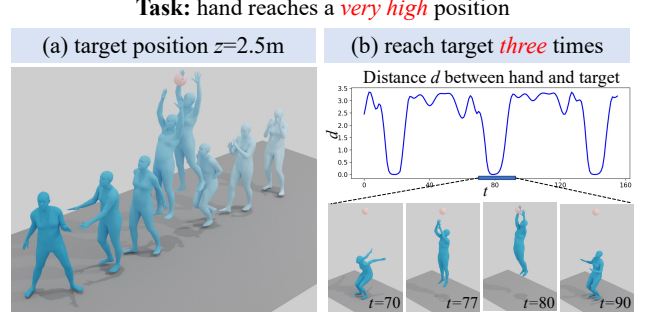 Task: hand reaches a very high position
(a) target position z=2.5m
(b) reach target three times
Distance d between hand and target
3.5
3.0
2.5
2.0
1.5
1.0
0.5
0.0
d
0
80
120
160
t
t=70
t=77
t=80
t=90